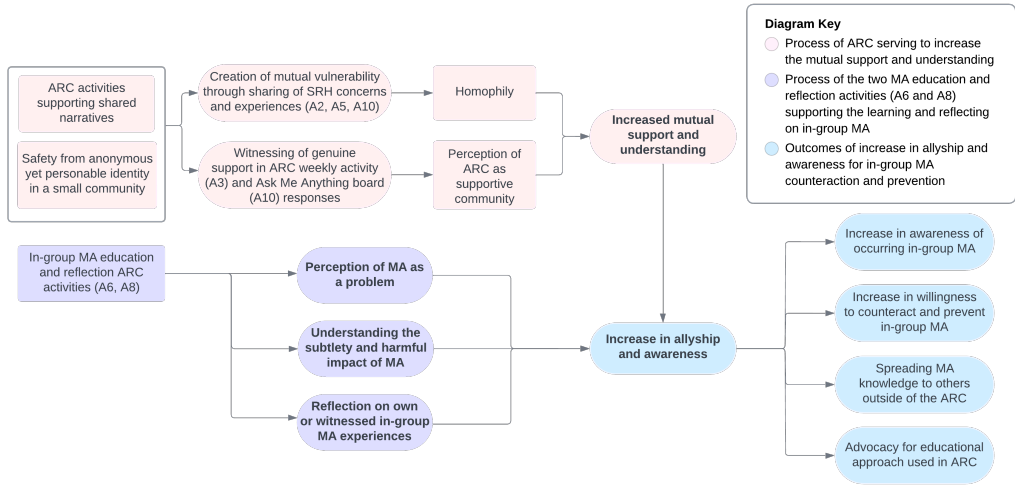 Diagram Key
Process of ARC serving to increase
the mutual support and understanding
Process of the two MA education and
reflection activities (A6 and A8)
supporting the learning and reflecting
on in-group MA
Outcomes of increase in allyship and
awareness for in-group MA
counteraction and prevention
ARC activities
supporting shared
narratives
Safety from anonymous
yet personable identity
in a small community
Creation of mutual vulnerability
through sharing of SRH concerns
and experiences (A2, A5, A10)
Homophily
Witnessing of genuine
support in ARC weekly activity
(A3) and Ask Me Anything board
(A10) responses
Perception of
ARC as
supportive
community
Increased mutual
support and
understanding
In-group MA education
and reflection ARC
activities (A6, A8)
Perception of MA as
a problem
Understanding the
subtlety and harmful
impact of MA
Reflection on own
or witnessed in-group
MA experiences
Increase in allyship
and awareness
Increase in awareness of
occurring in-group MA
Increase in willingness
to counteract and prevent
in-group MA
Spreading MA
knowledge to others
outside of the ARC
Advocacy for educational
approach used in ARC